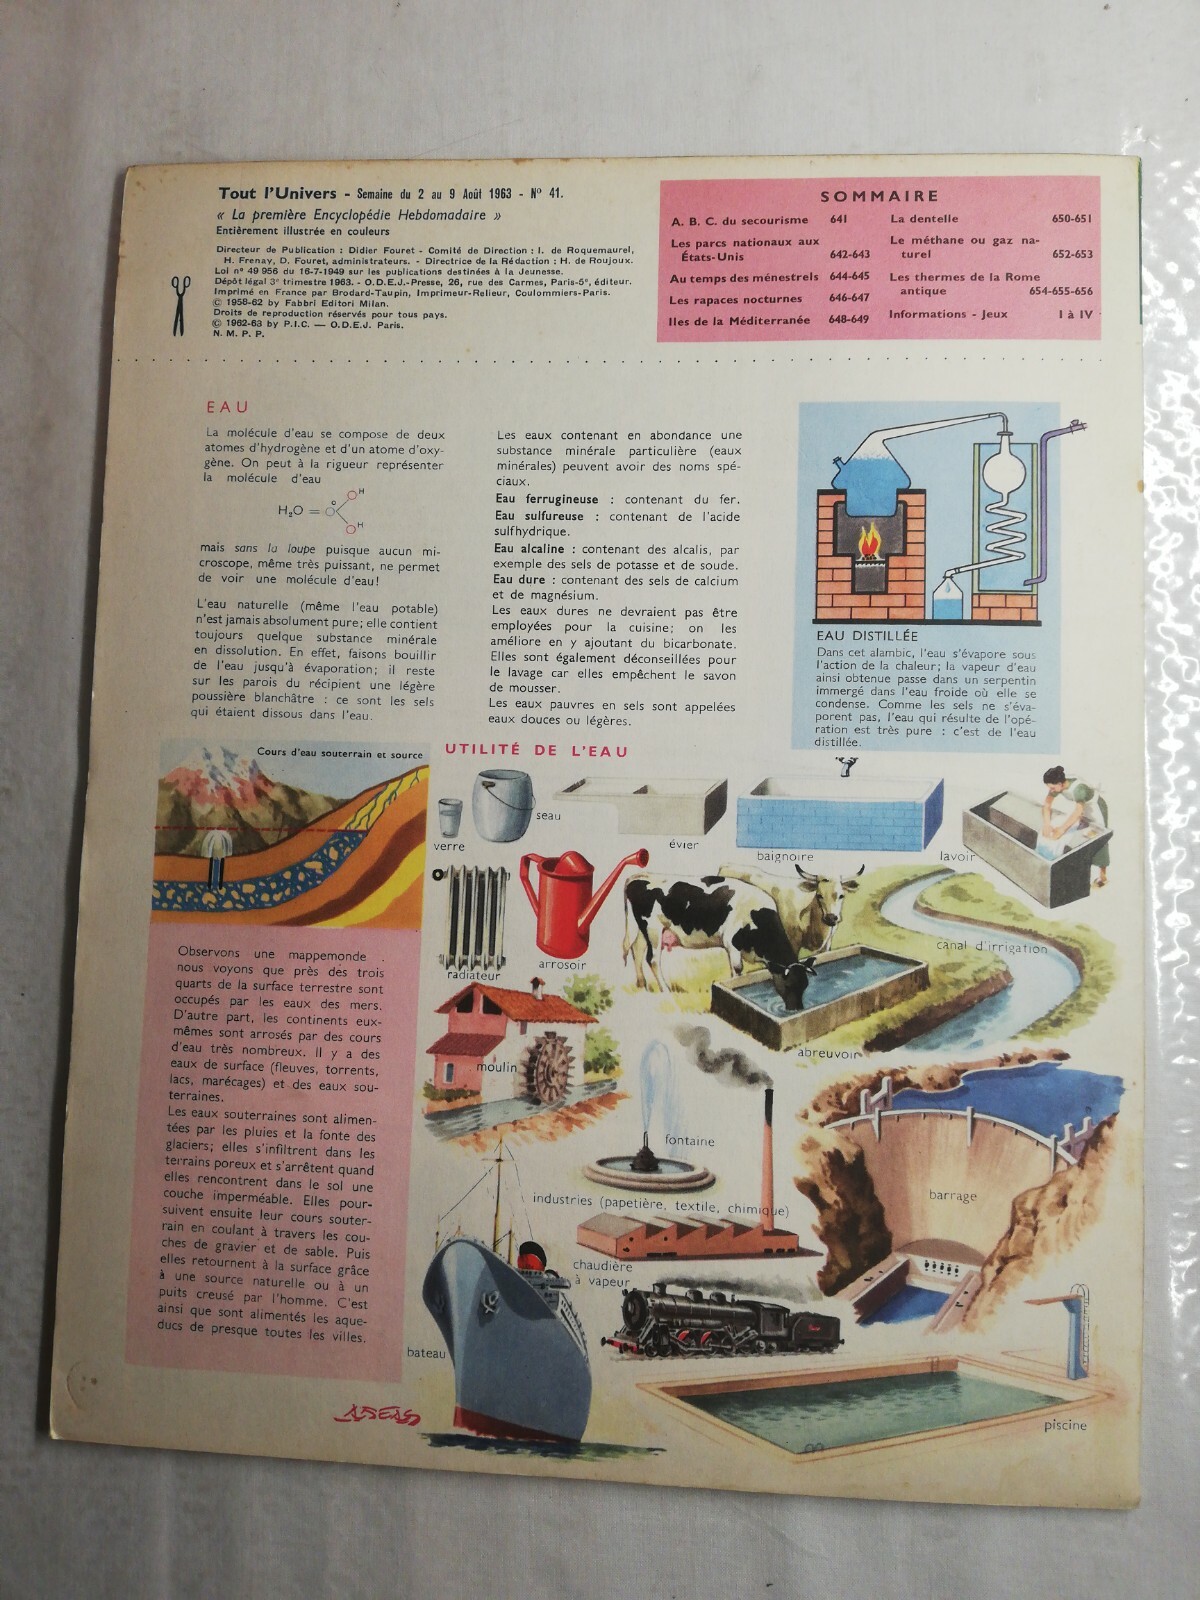 Tout l'Univers - Semaine du 2 au 9 Août 1963 - N° 41.
« La première Encyclopédie Hebdomadaire »
Entièrement illustrée en couleurs
Directeur de Publication : Didier Fouret - Comité de Direction : I. de Roquemaurel,
H. Frenay, D. Fouret, administrateurs. - Directrice de la Rédaction : H. de Roujoux.
Loi n° 49 956 du 16-7-1949 sur les publications destinées à la Jeunesse.
Dépôt légal 3e trimestre 1963. - O.D.E.J.-Presse, 26, rue des Carmes, Paris-5e, éditeur.
Imprimé en France par Brodard-Taupin, Imprimeur-Relieur, Coulommiers-Paris.
© 1958-62 by Fabbri Editori Milan.
Droits de reproduction réservés pour tous pays.
© 1962-63 by P.I.C. — O.D.E.J. Paris.
N. M. P. P.
SOMMAIRE
A. B. C. du secourisme 641
Les parcs nationaux aux
États-Unis 642-643
Au temps des ménestrels 644-645
Les rapaces nocturnes 646-647
Iles de la Méditerranée 648-649
La dentelle 650-651
Le méthane ou gaz na-
turel 652-653
Les thermes de la Rome
antique 654-655-656
Informations - Jeux I à IV
EAU
La molécule d'eau se compose de deux
atomes d'hydrogène et d'un atome d'oxy-
gène. On peut à la rigueur représenter
la molécule d'eau
H₂O = O H H
mais sans la loupe puisque aucun mi-
croscope, même très puissant, ne permet
de voir une molécule d'eau!
L'eau naturelle (même l'eau potable)
n'est jamais absolument pure; elle contient
toujours quelque substance minérale
en dissolution. En effet, faisons bouillir
de l'eau jusqu'à évaporation; il reste
sur les parois du récipient une légère
poussière blanchâtre : ce sont les sels
qui étaient dissous dans l'eau.
Les eaux contenant en abondance une
substance minérale particulière (eaux
minérales) peuvent avoir des noms spé-
ciaux.
Eau ferrugineuse : contenant du fer.
Eau sulfureuse : contenant de l'acide
sulfhydrique.
Eau alcaline : contenant des alcalis, par
exemple des sels de potasse et de soude.
Eau dure : contenant des sels de calcium
et de magnésium.
Les eaux dures ne devraient pas être
employées pour la cuisine; on les
améliore en y ajoutant du bicarbonate.
Elles sont également déconseillées pour
le lavage car elles empêchent le savon
de mousser.
Les eaux pauvres en sels sont appelées
eaux douces ou légères.
EAU DISTILLÉE
Dans cet alambic, l'eau s'évapore sous
l'action de la chaleur; la vapeur d'eau
ainsi obtenue passe dans un serpentin
immergé dans l'eau froide où elle se
condense. Comme les sels ne s'éva-
porent pas, l'eau qui résulte de l'opé-
ration est très pure : c'est de l'eau
distillée.
Cours d'eau souterrain et source
Observons une mappemonde .
nous voyons que près des trois
quarts de la surface terrestre sont
occupés par les eaux des mers.
D'autre part, les continents eux-
mêmes sont arrosés par des cours
d'eau très nombreux. Il y a des
eaux de surface (fleuves, torrents,
lacs, marécages) et des eaux sou-
terraines.
Les eaux souterraines sont alimen-
tées par les pluies et la fonte des
glaciers; elles s'infiltrent dans les
terrains poreux et s'arrêtent quand
elles rencontrent dans le sol une
couche imperméable. Elles pour-
suivent ensuite leur cours souter-
rain en coulant à travers les cou-
ches de gravier et de sable. Puis
elles retournent à la surface grâce
à une source naturelle ou à un
puits creusé par l'homme. C'est
ainsi que sont alimentés les aque-
ducs de presque toutes les villes.
UTILITÉ DE L'EAU
verre
seau
évier
baignoire
lavoir
radiateur
arrosoir
canal d'irrigation
abreuvoir
moulin
fontaine
industries (papetière, textile, chimique)
barrage
chaudière
à vapeur
bateau
piscine